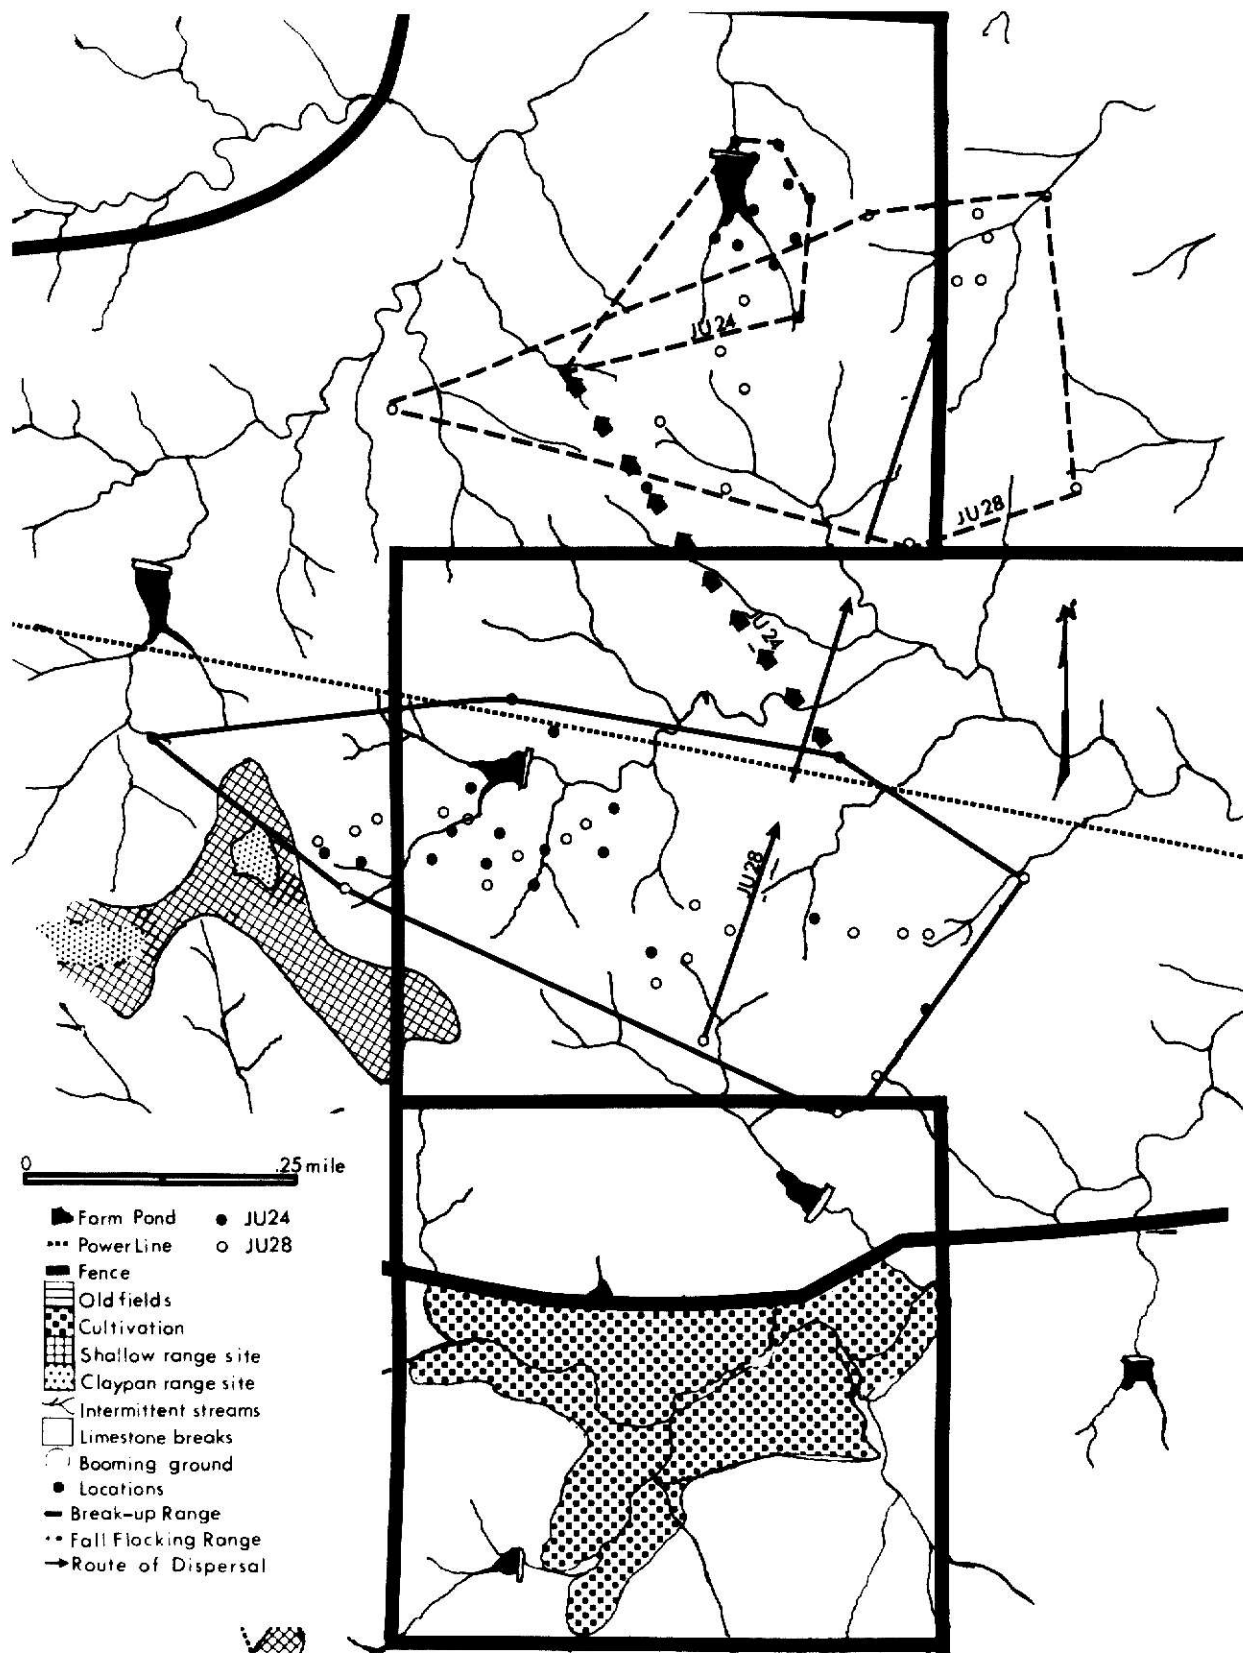 JU24
JU28
JU24
JU28
0 .25 mile
Farm Pond
JU24
Power Line
JU28
Fence
Old fields
Cultivation
Shallow range site
Claypan range site
Intermittent streams
Limestone breaks
Booming ground
Locations
Break-up Range
Fall Flocking Range
Route of Dispersal